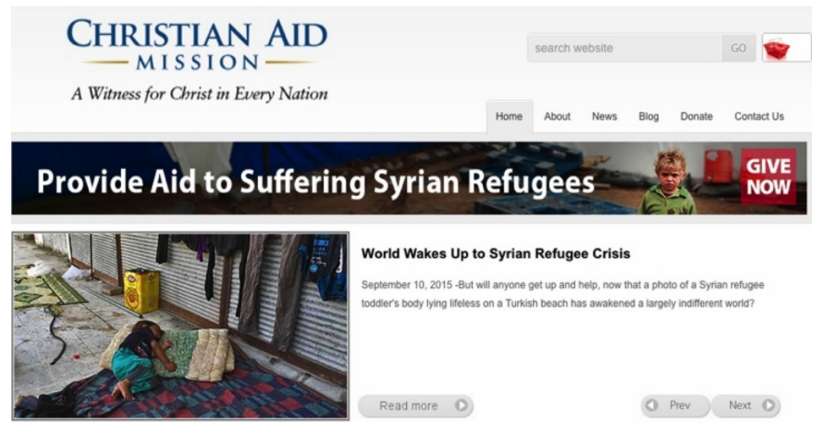 CHRISTIAN AID
MISSION
A Witness for Christ in Every Nation
search website GO
Home About News Blog Donate Contact Us
Provide Aid to Suffering Syrian Refugees
GIVE
NOW
World Wakes Up to Syrian Refugee Crisis
September 10, 2015 -But will anyone get up and help, now that a photo of a Syrian refugee
toddler's body lying lifeless on a Turkish beach has awakened a largely indifferent world?
Read more Prev Next